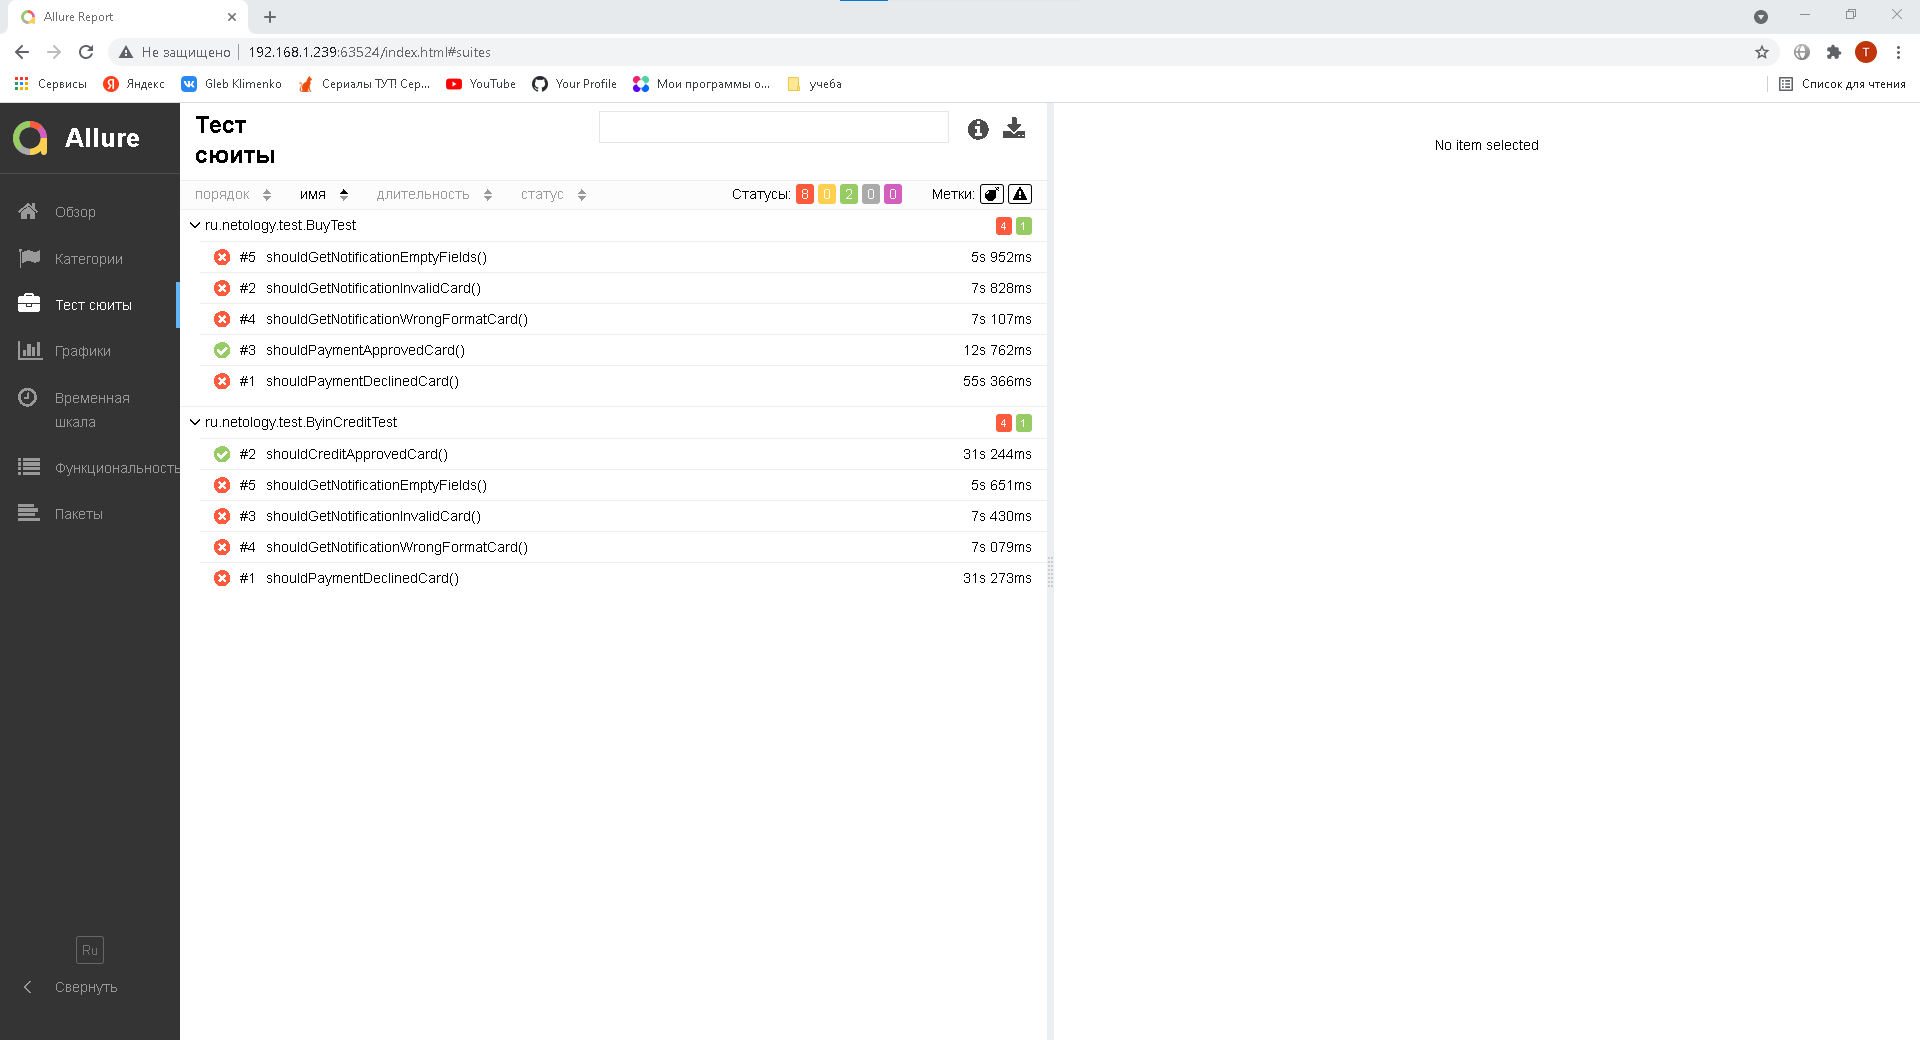 Allure Report
Не защищено 192.168.1.239:63524/index.html#suites
T
Сервисы Яндекс Gleb Klimenko Сериалы ТУТ! Сер... YouTube Your Profile Мои программы о... учеба Список для чтения
Allure
Обзор
Категории
Тест сюиты
Графики
Временная
шкала
Функциональность
Пакеты
Ru
Свернуть
Тест
сюиты
порядок имя длительность статус Статусы: 8 0 2 0 0 Метки:
ru.netology.test.BuyTest 4 1
#5 shouldGetNotificationEmptyFields() 5s 952ms
#2 shouldGetNotificationInvalidCard() 7s 828ms
#4 shouldGetNotificationWrongFormatCard() 7s 107ms
#3 shouldPaymentApprovedCard() 12s 762ms
#1 shouldPaymentDeclinedCard() 55s 366ms
ru.netology.test.ByinCreditTest 4 1
#2 shouldCreditApprovedCard() 31s 244ms
#5 shouldGetNotificationEmptyFields() 5s 651ms
#3 shouldGetNotificationInvalidCard() 7s 430ms
#4 shouldGetNotificationWrongFormatCard() 7s 079ms
#1 shouldPaymentDeclinedCard() 31s 273ms
No item selected